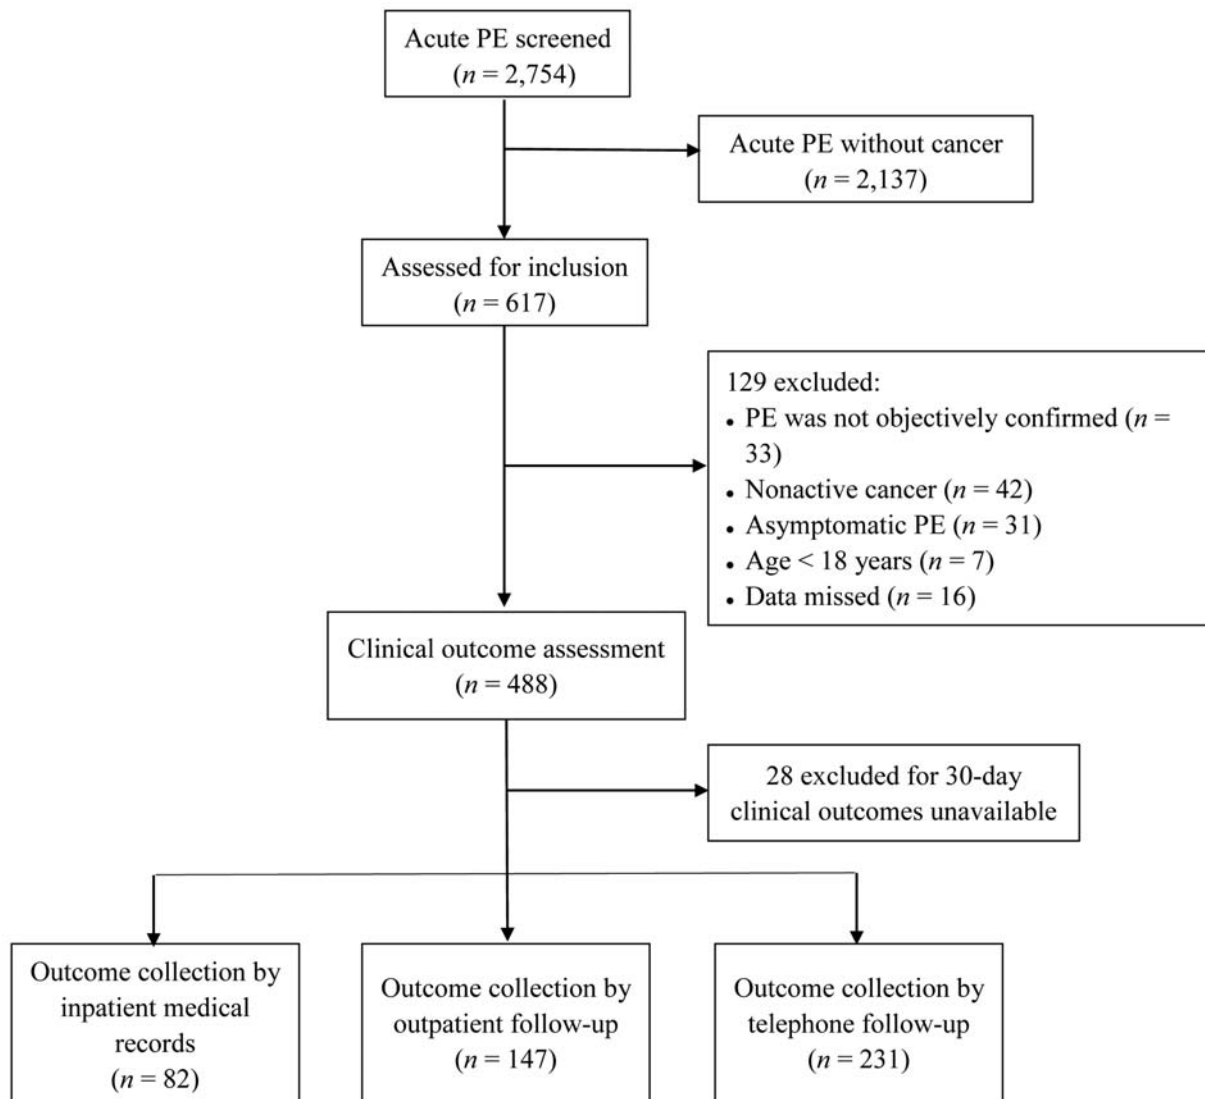 Acute PE screened
(n = 2,754)
Acute PE without cancer
(n = 2,137)
Assessed for inclusion
(n = 617)
129 excluded:
• PE was not objectively confirmed (n =
33)
• Nonactive cancer (n = 42)
• Asymptomatic PE (n = 31)
• Age < 18 years (n = 7)
• Data missed (n = 16)
Clinical outcome assessment
(n = 488)
28 excluded for 30-day
clinical outcomes unavailable
Outcome collection by
inpatient medical
records
(n = 82)
Outcome collection by
outpatient follow-up
(n = 147)
Outcome collection by
telephone follow-up
(n = 231)